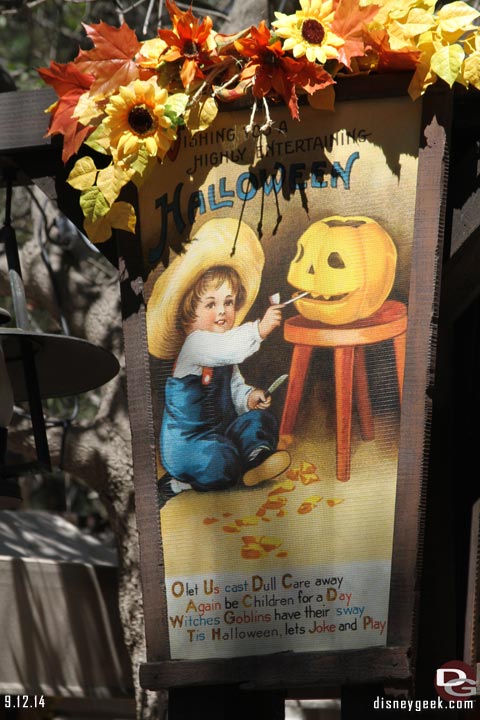 WISHING YOU A
HIGHLY ENTERTAINING
HALLOWEEN
O let Us cast Dull Care away
Again be Children for a Day
Witches Goblins have their sway
Tis Halloween, lets Joke and Play
DG
9.12.14
disneygeek.com